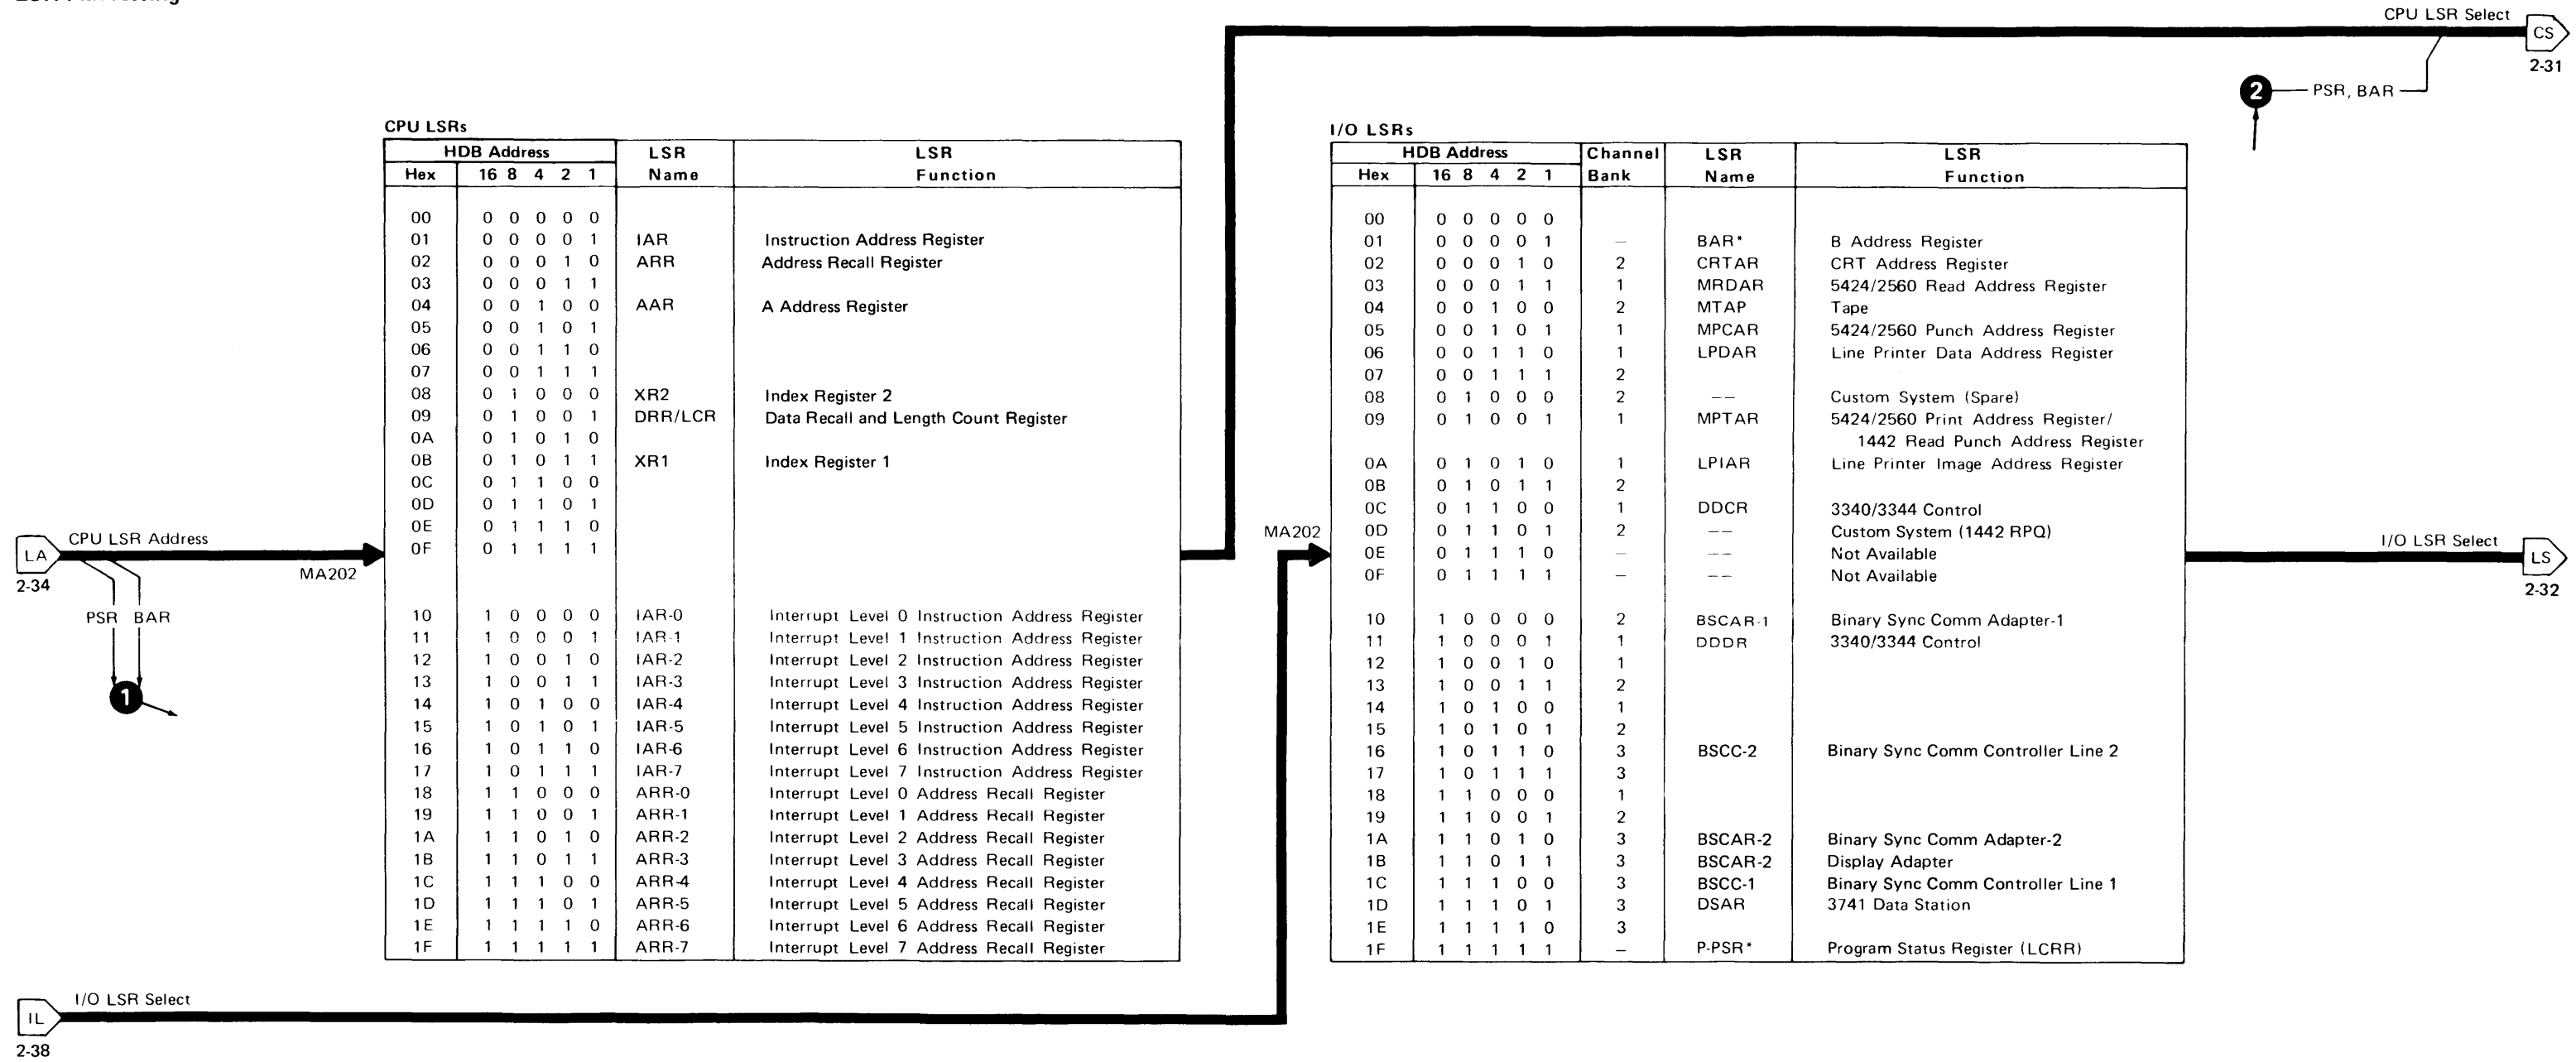 CPU LSR Select
CS
2-31
2
PSR, BAR
CPU LSRs
HDB Address LSR LSR
Hex 16 8 4 2 1 Name Function
00 0 0 0 0 0
01 0 0 0 0 1 IAR Instruction Address Register
02 0 0 0 1 0 ARR Address Recall Register
03 0 0 0 1 1
04 0 0 1 0 0 AAR A Address Register
05 0 0 1 0 1
06 0 0 1 1 0
07 0 0 1 1 1
08 0 1 0 0 0 XR2 Index Register 2
09 0 1 0 0 1 DRR/LCR Data Recall and Length Count Register
0A 0 1 0 1 0
0B 0 1 0 1 1 XR1 Index Register 1
0C 0 1 1 0 0
0D 0 1 1 0 1
0E 0 1 1 1 0
0F 0 1 1 1 1
10 1 0 0 0 0 IAR-0 Interrupt Level 0 Instruction Address Register
11 1 0 0 0 1 IAR-1 Interrupt Level 1 Instruction Address Register
12 1 0 0 1 0 IAR-2 Interrupt Level 2 Instruction Address Register
13 1 0 0 1 1 IAR-3 Interrupt Level 3 Instruction Address Register
14 1 0 1 0 0 IAR-4 Interrupt Level 4 Instruction Address Register
15 1 0 1 0 1 IAR-5 Interrupt Level 5 Instruction Address Register
16 1 0 1 1 0 IAR-6 Interrupt Level 6 Instruction Address Register
17 1 0 1 1 1 IAR-7 Interrupt Level 7 Instruction Address Register
18 1 1 0 0 0 ARR-0 Interrupt Level 0 Address Recall Register
19 1 1 0 0 1 ARR-1 Interrupt Level 1 Address Recall Register
1A 1 1 0 1 0 ARR-2 Interrupt Level 2 Address Recall Register
1B 1 1 0 1 1 ARR-3 Interrupt Level 3 Address Recall Register
1C 1 1 1 0 0 ARR-4 Interrupt Level 4 Address Recall Register
1D 1 1 1 0 1 ARR-5 Interrupt Level 5 Address Recall Register
1E 1 1 1 1 0 ARR-6 Interrupt Level 6 Address Recall Register
1F 1 1 1 1 1 ARR-7 Interrupt Level 7 Address Recall Register
I/O LSRs
HDB Address Channel LSR LSR
Hex 16 8 4 2 1 Bank Name Function
00 0 0 0 0 0
01 0 0 0 0 1 – BAR* B Address Register
02 0 0 0 1 0 2 CRTAR CRT Address Register
03 0 0 0 1 1 1 MRDAR 5424/2560 Read Address Register
04 0 0 1 0 0 2 MTAP Tape
05 0 0 1 0 1 1 MPCAR 5424/2560 Punch Address Register
06 0 0 1 1 0 1 LPDAR Line Printer Data Address Register
07 0 0 1 1 1 2
08 0 1 0 0 0 2 –– Custom System (Spare)
09 0 1 0 0 1 1 MPTAR 5424/2560 Print Address Register/
1442 Read Punch Address Register
0A 0 1 0 1 0 1 LPIAR Line Printer Image Address Register
0B 0 1 0 1 1 2
0C 0 1 1 0 0 1 DDCR 3340/3344 Control
0D 0 1 1 0 1 2 –– Custom System (1442 RPQ)
0E 0 1 1 1 0 – –– Not Available
0F 0 1 1 1 1 – –– Not Available
10 1 0 0 0 0 2 BSCAR-1 Binary Sync Comm Adapter-1
11 1 0 0 0 1 1 DDDR 3340/3344 Control
12 1 0 0 1 0 1
13 1 0 0 1 1 2
14 1 0 1 0 0 1
15 1 0 1 0 1 2
16 1 0 1 1 0 3 BSCC-2 Binary Sync Comm Controller Line 2
17 1 0 1 1 1 3
18 1 1 0 0 0 1
19 1 1 0 0 1 2
1A 1 1 0 1 0 3 BSCAR-2 Binary Sync Comm Adapter-2
1B 1 1 0 1 1 3 BSCAR-2 Display Adapter
1C 1 1 1 0 0 3 BSCC-1 Binary Sync Comm Controller Line 1
1D 1 1 1 0 1 3 DSAR 3741 Data Station
1E 1 1 1 1 0 3
1F 1 1 1 1 1 – P-PSR* Program Status Register (LCRR)
CPU LSR Address
LA
2-34
MA202
PSR BAR
1
MA202
I/O LSR Select
LS
2-32
I/O LSR Select
IL
2-38